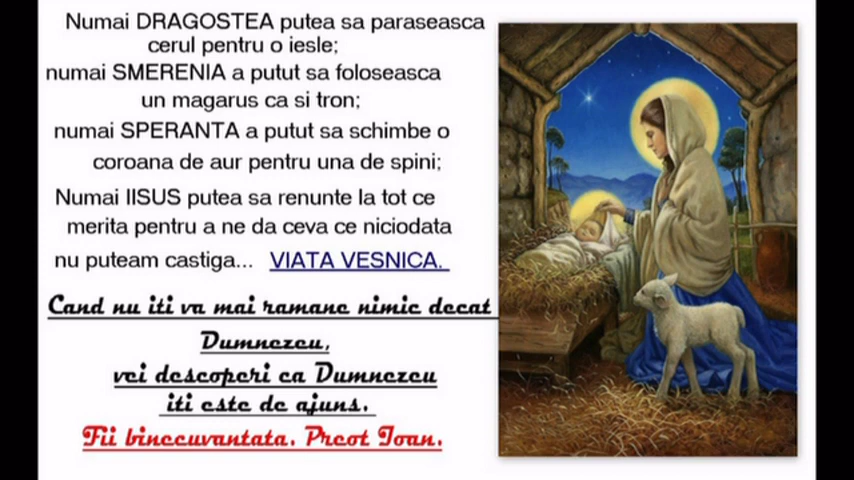 Numai DRAGOSTEA putea sa paraseasca
cerul pentru o iesle;
numai SMERENIA a putut sa foloseasca
un magarus ca si tron;
numai SPERANTA a putut sa schimbe o
coroana de aur pentru una de spini;
Numai IISUS putea sa renunte la tot ce
merita pentru a ne da ceva ce niciodata
nu puteam castiga... VIATA VESNICA.
Cand nu iti va mai ramane nimic decat
Dumnezeu,
vei descoperi ca Dumnezeu
iti este de ajuns.
Fii binecuvantata. Preot Ioan.